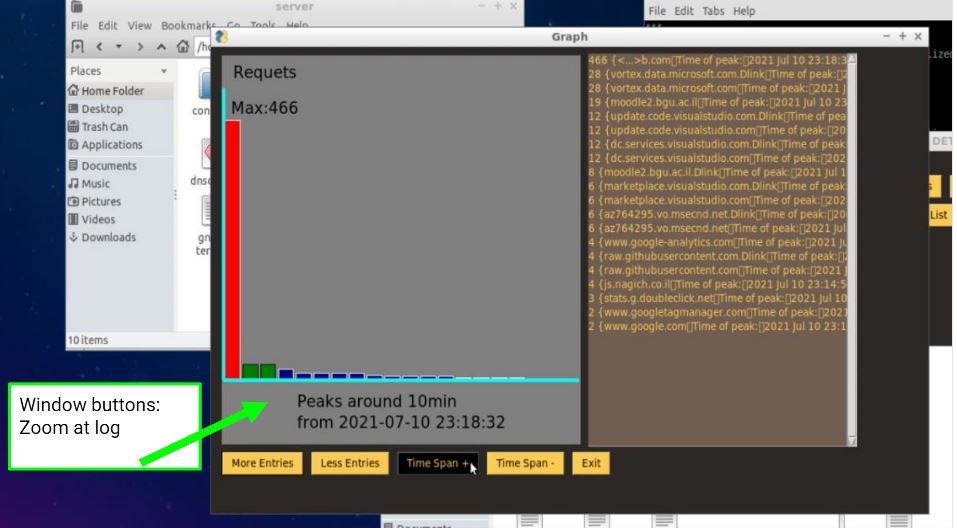 server
File Edit View Bookmarks Go Tools Help
File Edit Tabs Help
Graph
Places
Home Folder
Desktop
Trash Can
Applications
Documents
Music
Pictures
Videos
Downloads
10 items
Requets
Max:466
Peaks around 10min
from 2021-07-10 23:18:32
466 {<...>b.com▯Time of peak:▯2021 Jul 10 23:18:3
28 {vortex.data.microsoft.com.Dlink▯Time of peak:▯2
28 {vortex.data.microsoft.com▯Time of peak:▯2021 J
19 {moodle2.bgu.ac.il▯Time of peak:▯2021 Jul 10 23
12 {update.code.visualstudio.com.Dlink▯Time of pea
12 {update.code.visualstudio.com▯Time of peak:▯20
12 {dc.services.visualstudio.com.Dlink▯Time of peak
12 {dc.services.visualstudio.com▯Time of peak:▯202
8 {moodle2.bgu.ac.il.Dlink▯Time of peak:▯2021 Jul 1
6 {marketplace.visualstudio.com.Dlink▯Time of peak
6 {marketplace.visualstudio.com▯Time of peak:▯202
6 {az764295.vo.msecnd.net.Dlink▯Time of peak:▯20
6 {az764295.vo.msecnd.net▯Time of peak:▯2021 Jul
4 {www.google-analytics.com▯Time of peak:▯2021 Ju
4 {raw.githubusercontent.com.Dlink▯Time of peak:▯2
4 {raw.githubusercontent.com▯Time of peak:▯2021 J
4 {js.nagich.co.il▯Time of peak:▯2021 Jul 10 23:14:5
3 {stats.g.doubleclick.net▯Time of peak:▯2021 Jul 10
2 {www.googletagmanager.com▯Time of peak:▯2021
2 {www.google.com▯Time of peak:▯2021 Jul 10 23:1
More Entries Less Entries Time Span + Time Span - Exit
Window buttons:
Zoom at log
List